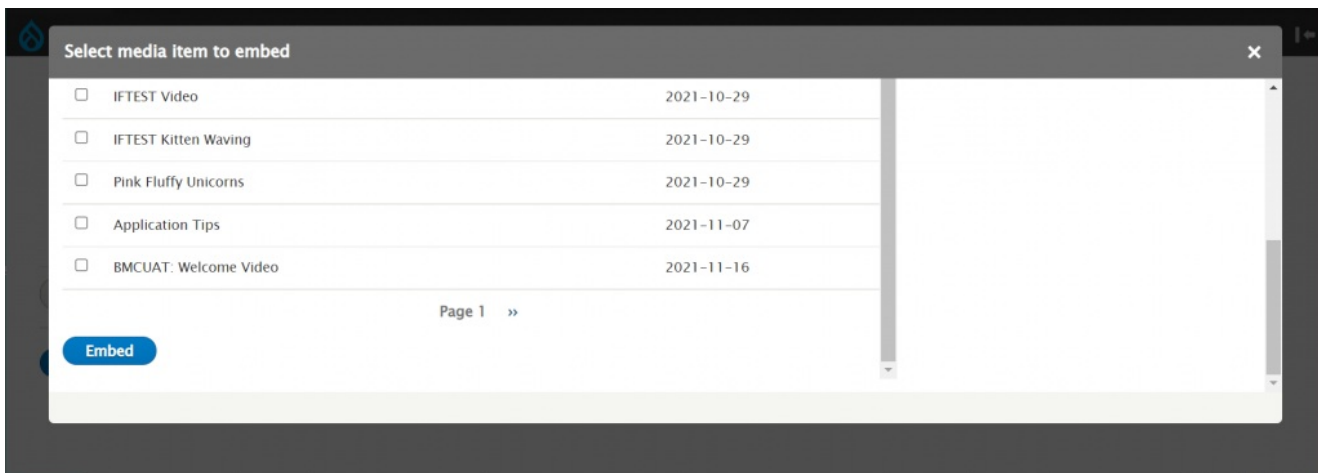 Select media item to embed ×
IFTEST Video 2021-10-29
IFTEST Kitten Waving 2021-10-29
Pink Fluffy Unicorns 2021-10-29
Application Tips 2021-11-07
BMCUAT: Welcome Video 2021-11-16
Page 1 ››
Embed